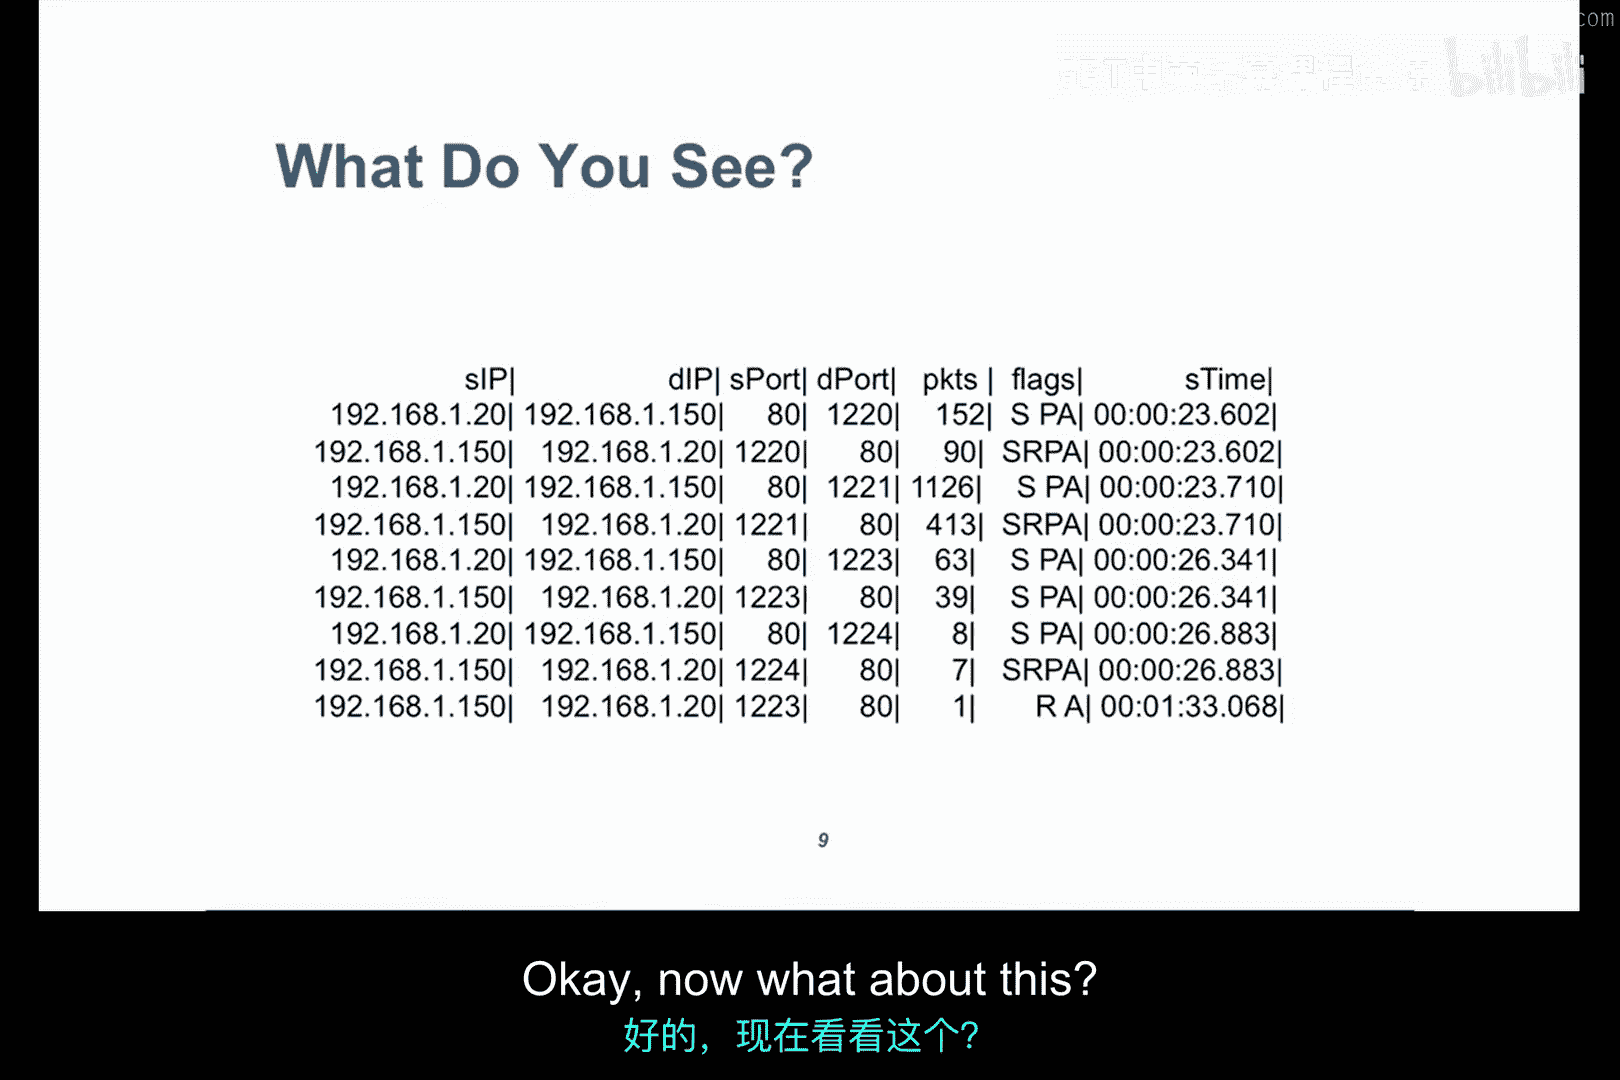 com
bilibili
What Do You See?
sIP| dIP| sPort| dPort| pkts | flags| sTime|
192.168.1.20| 192.168.1.150| 80| 1220| 152| S PA| 00:00:23.602|
192.168.1.150| 192.168.1.20| 1220| 80| 90| SRPA| 00:00:23.602|
192.168.1.20| 192.168.1.150| 80| 1221| 1126| S PA| 00:00:23.710|
192.168.1.150| 192.168.1.20| 1221| 80| 413| SRPA| 00:00:23.710|
192.168.1.20| 192.168.1.150| 80| 1223| 63| S PA| 00:00:26.341|
192.168.1.150| 192.168.1.20| 1223| 80| 39| S PA| 00:00:26.341|
192.168.1.20| 192.168.1.150| 80| 1224| 8| S PA| 00:00:26.883|
192.168.1.150| 192.168.1.20| 1224| 80| 7| SRPA| 00:00:26.883|
192.168.1.150| 192.168.1.20| 1223| 80| 1| R A| 00:01:33.068|
9
Okay, now what about this?
好的，现在看看这个？